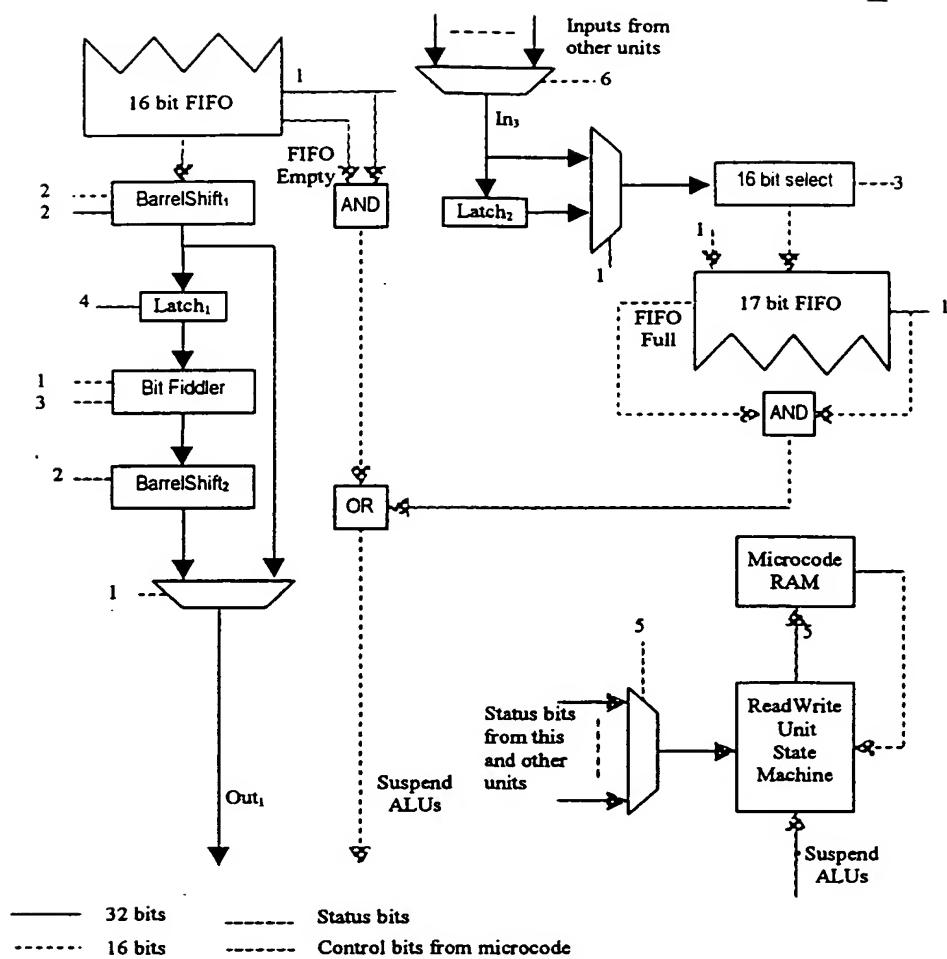 Inputs from
other units
6
16 bit FIFO
1
In₃
FIFO
Empty
AND
2
2
BarrelShift₁
Latch₂
16 bit select
3
1
1
4
Latch₁
17 bit FIFO
1
FIFO
Full
1
3
Bit Fiddler
AND
2
BarrelShift₂
OR
1
Microcode
RAM
5
5
Status bits
from this
and other
units
ReadWrite
Unit
State
Machine
Out₁
Suspend
ALUs
Suspend
ALUs
32 bits
Status bits
16 bits
Control bits from microcode